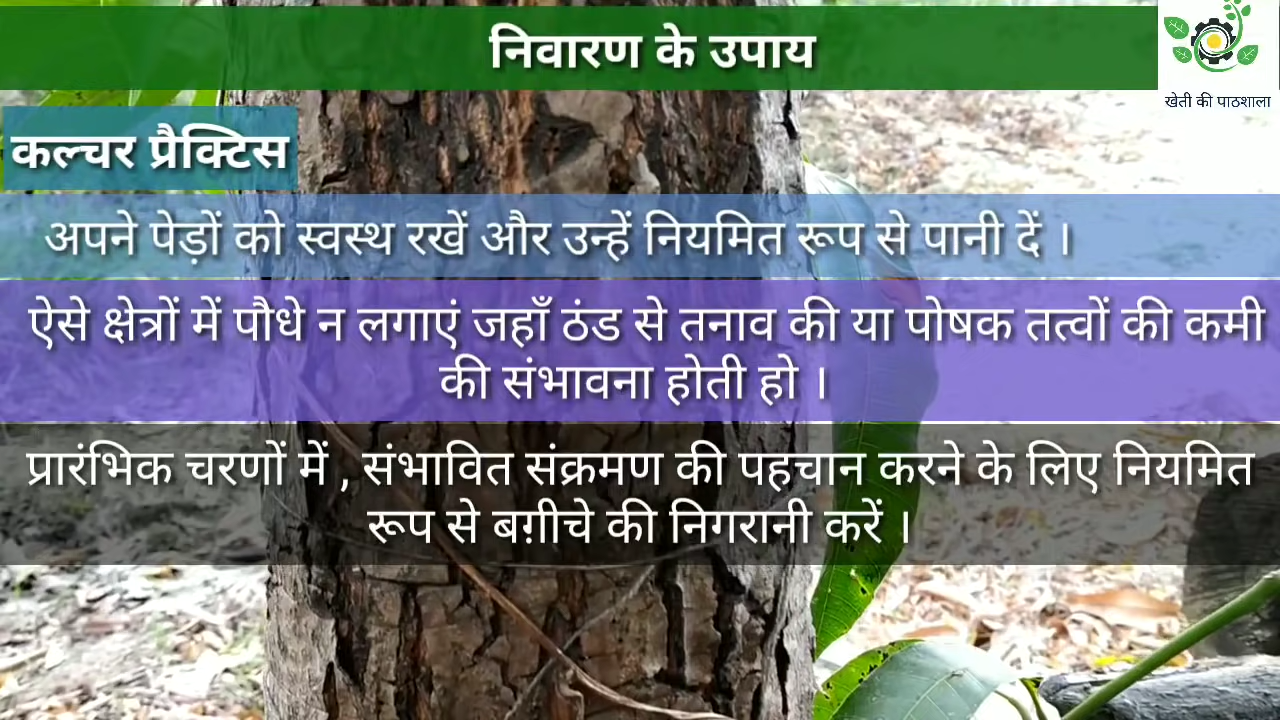 निवारण के उपाय
खेती की पाठशाला
कल्चर प्रैक्टिस
अपने पेड़ों को स्वस्थ रखें और उन्हें नियमित रूप से पानी दें ।
ऐसे क्षेत्रों में पौधे न लगाएं जहाँ ठंड से तनाव की या पोषक तत्वों की कमी
की संभावना होती हो ।
प्रारंभिक चरणों में , संभावित संक्रमण की पहचान करने के लिए नियमित
रूप से बग़ीचे की निगरानी करें ।